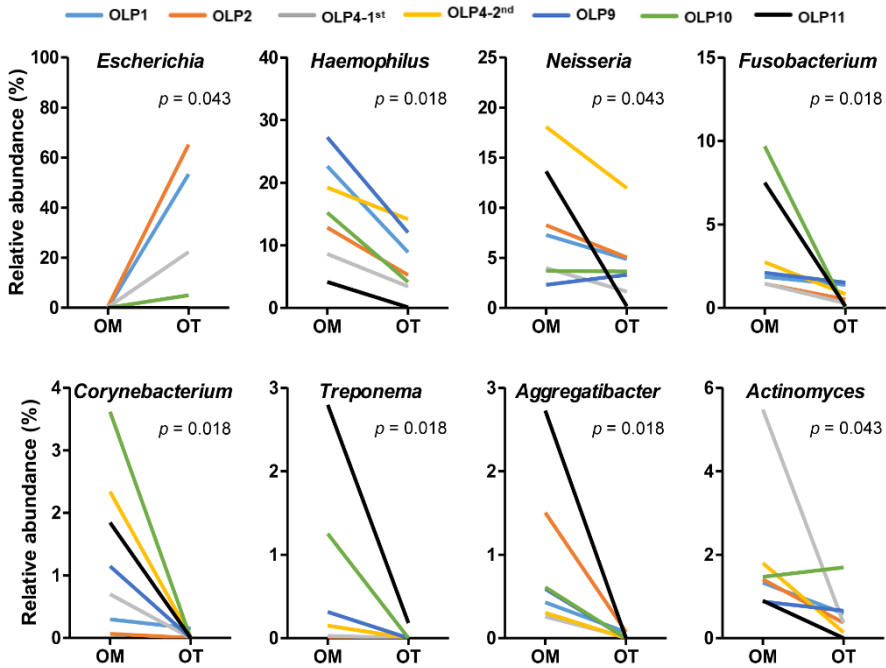 OLP1 OLP2 OLP4-1st OLP4-2nd OLP9 OLP10 OLP11
Escherichia Haemophilus Neisseria Fusobacterium
p = 0.043 p = 0.018 p = 0.043 p = 0.018
Relative abundance (%)
100
80
60
40
20
0
OM OT
40
30
20
10
0
OM OT
25
20
15
10
5
0
OM OT
15
10
5
0
OM OT
Corynebacterium Treponema Aggregatibacter Actinomyces
p = 0.018 p = 0.018 p = 0.018 p = 0.043
Relative abundance (%)
4
3
2
1
0
OM OT
3
2
1
0
OM OT
3
2
1
0
OM OT
6
4
2
0
OM OT